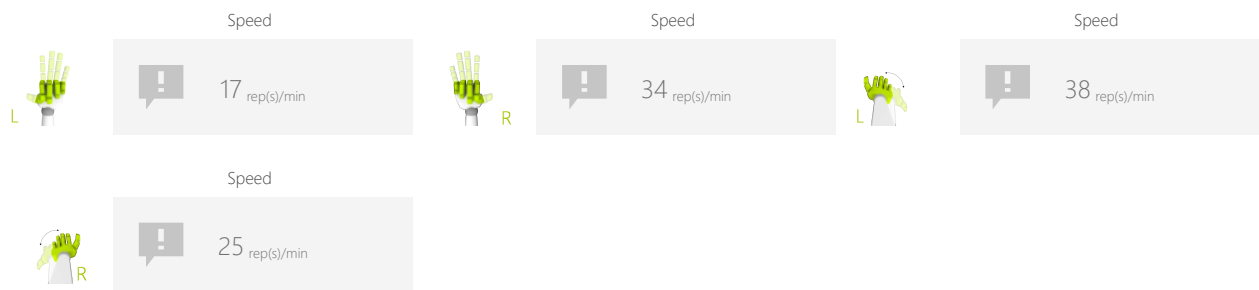 Speed
L
17 rep(s)/min
Speed
R
34 rep(s)/min
Speed
L
38 rep(s)/min
Speed
R
25 rep(s)/min